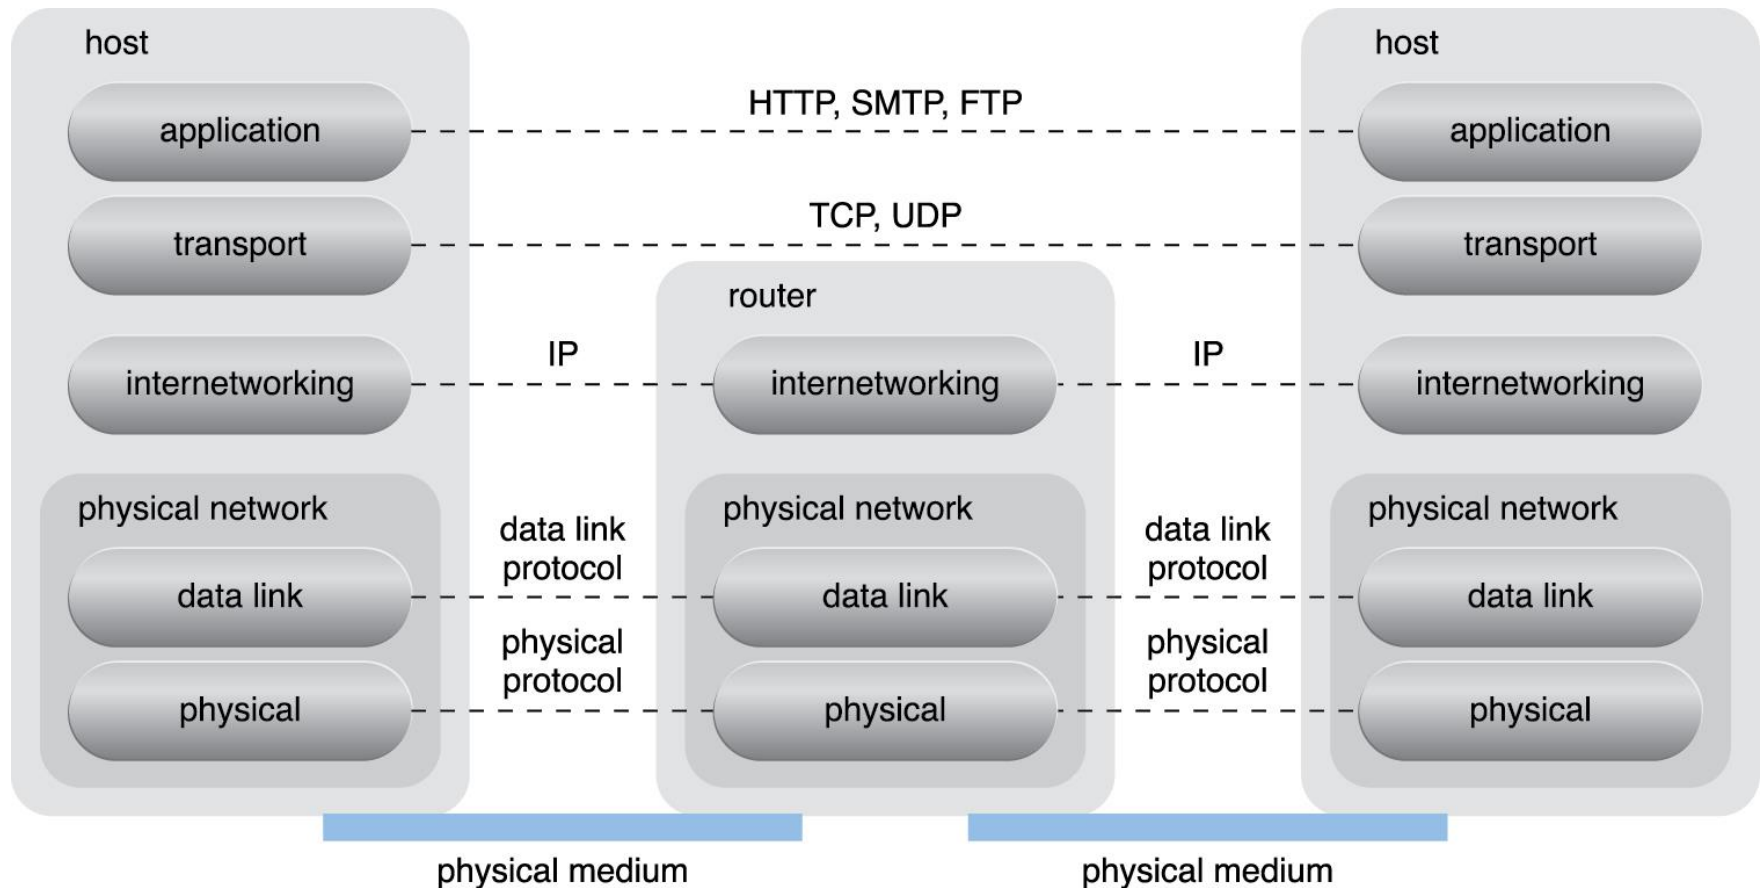 host
host
HTTP, SMTP, FTP
application
application
TCP, UDP
transport
transport
router
IP
IP
internetworking
internetworking
internetworking
physical network
physical network
physical network
data link
protocol
data link
protocol
data link
data link
data link
physical
protocol
physical
protocol
physical
physical
physical
physical medium
physical medium